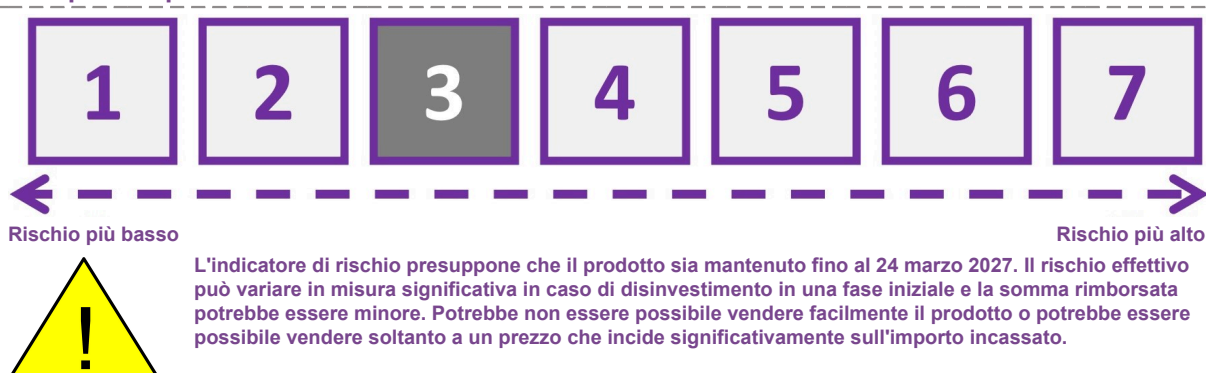 1 2 3 4 5 6 7
Rischio più basso Rischio più alto
!
L'indicatore di rischio presuppone che il prodotto sia mantenuto fino al 24 marzo 2027. Il rischio effettivo
può variare in misura significativa in caso di disinvestimento in una fase iniziale e la somma rimborsata
potrebbe essere minore. Potrebbe non essere possibile vendere facilmente il prodotto o potrebbe essere
possibile vendere soltanto a un prezzo che incide significativamente sull'importo incassato.